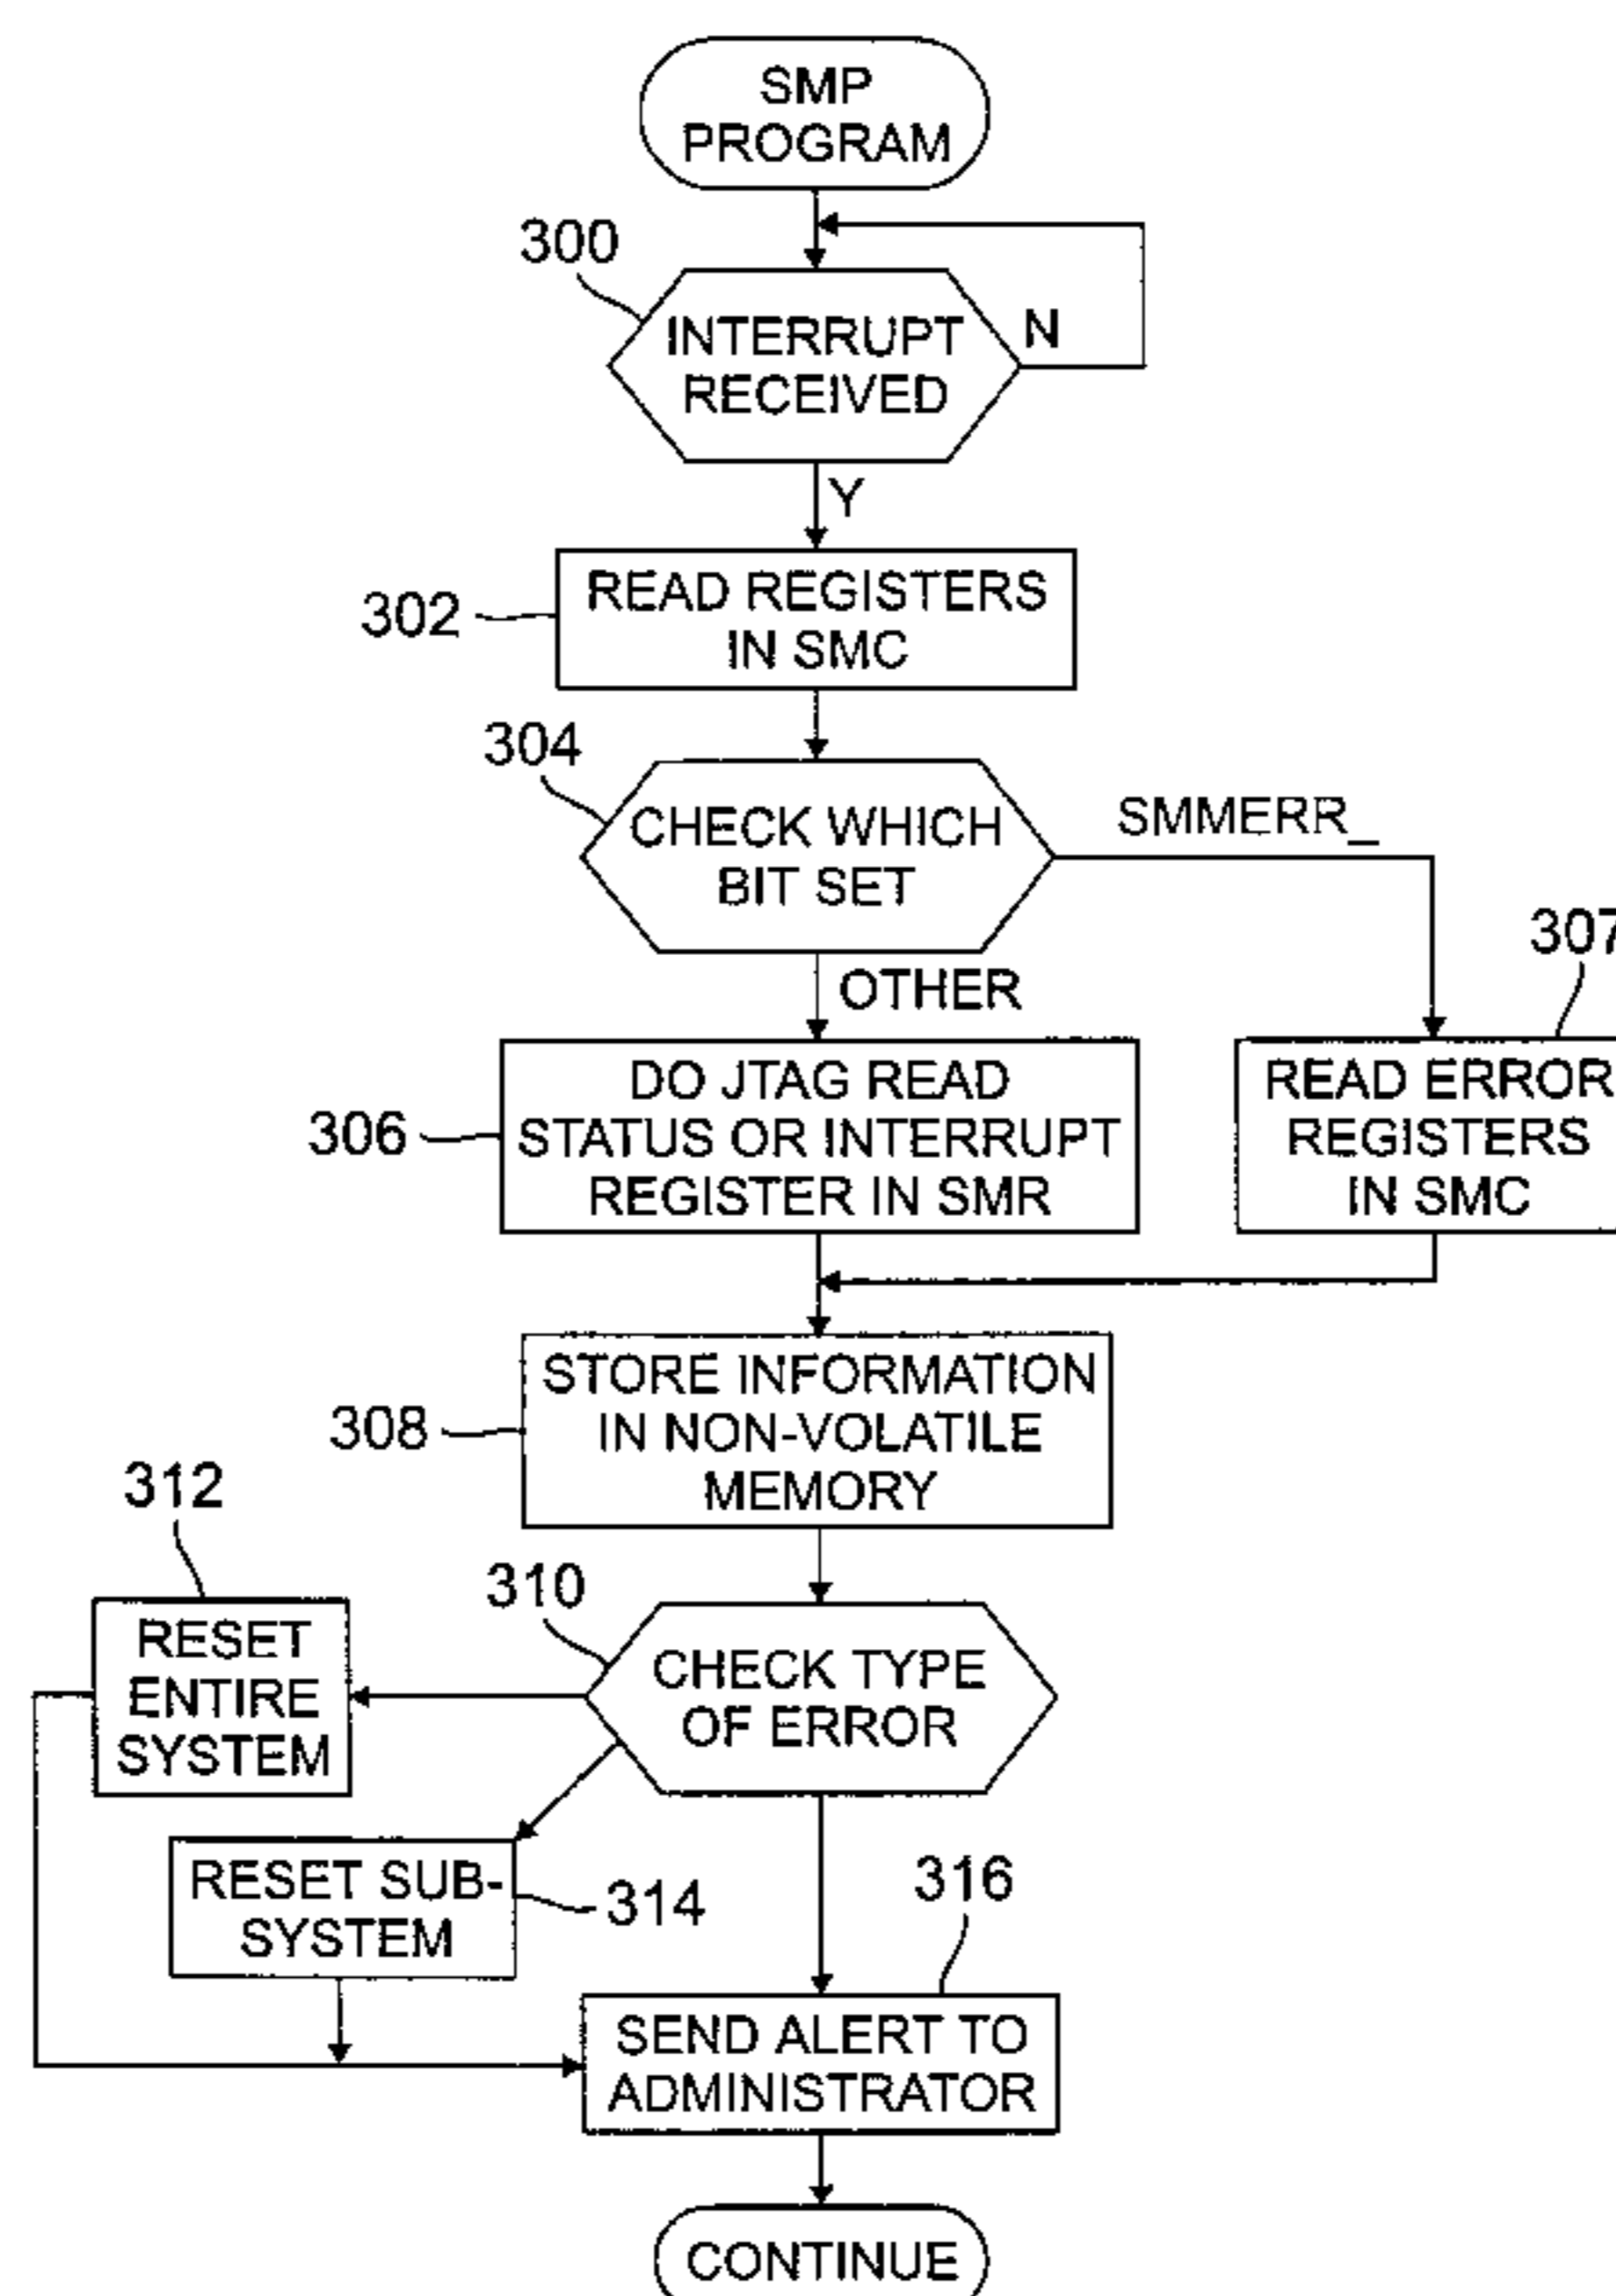 SMP
PROGRAM
300
INTERRUPT
RECEIVED
N
Y
302
READ REGISTERS
IN SMC
304
CHECK WHICH
BIT SET
SMMERR_
OTHER
307
306
DO JTAG READ
STATUS OR INTERRUPT
REGISTER IN SMR
READ ERROR
REGISTERS
IN SMC
308
STORE INFORMATION
IN NON-VOLATILE
MEMORY
312
RESET
ENTIRE
SYSTEM
310
CHECK TYPE
OF ERROR
RESET SUB-
SYSTEM
314
316
SEND ALERT TO
ADMINISTRATOR
CONTINUE